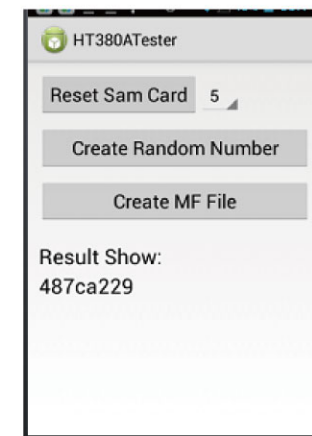 HT380ATester
Reset Sam Card 5
Create Random Number
Create MF File
Result Show:
487ca229